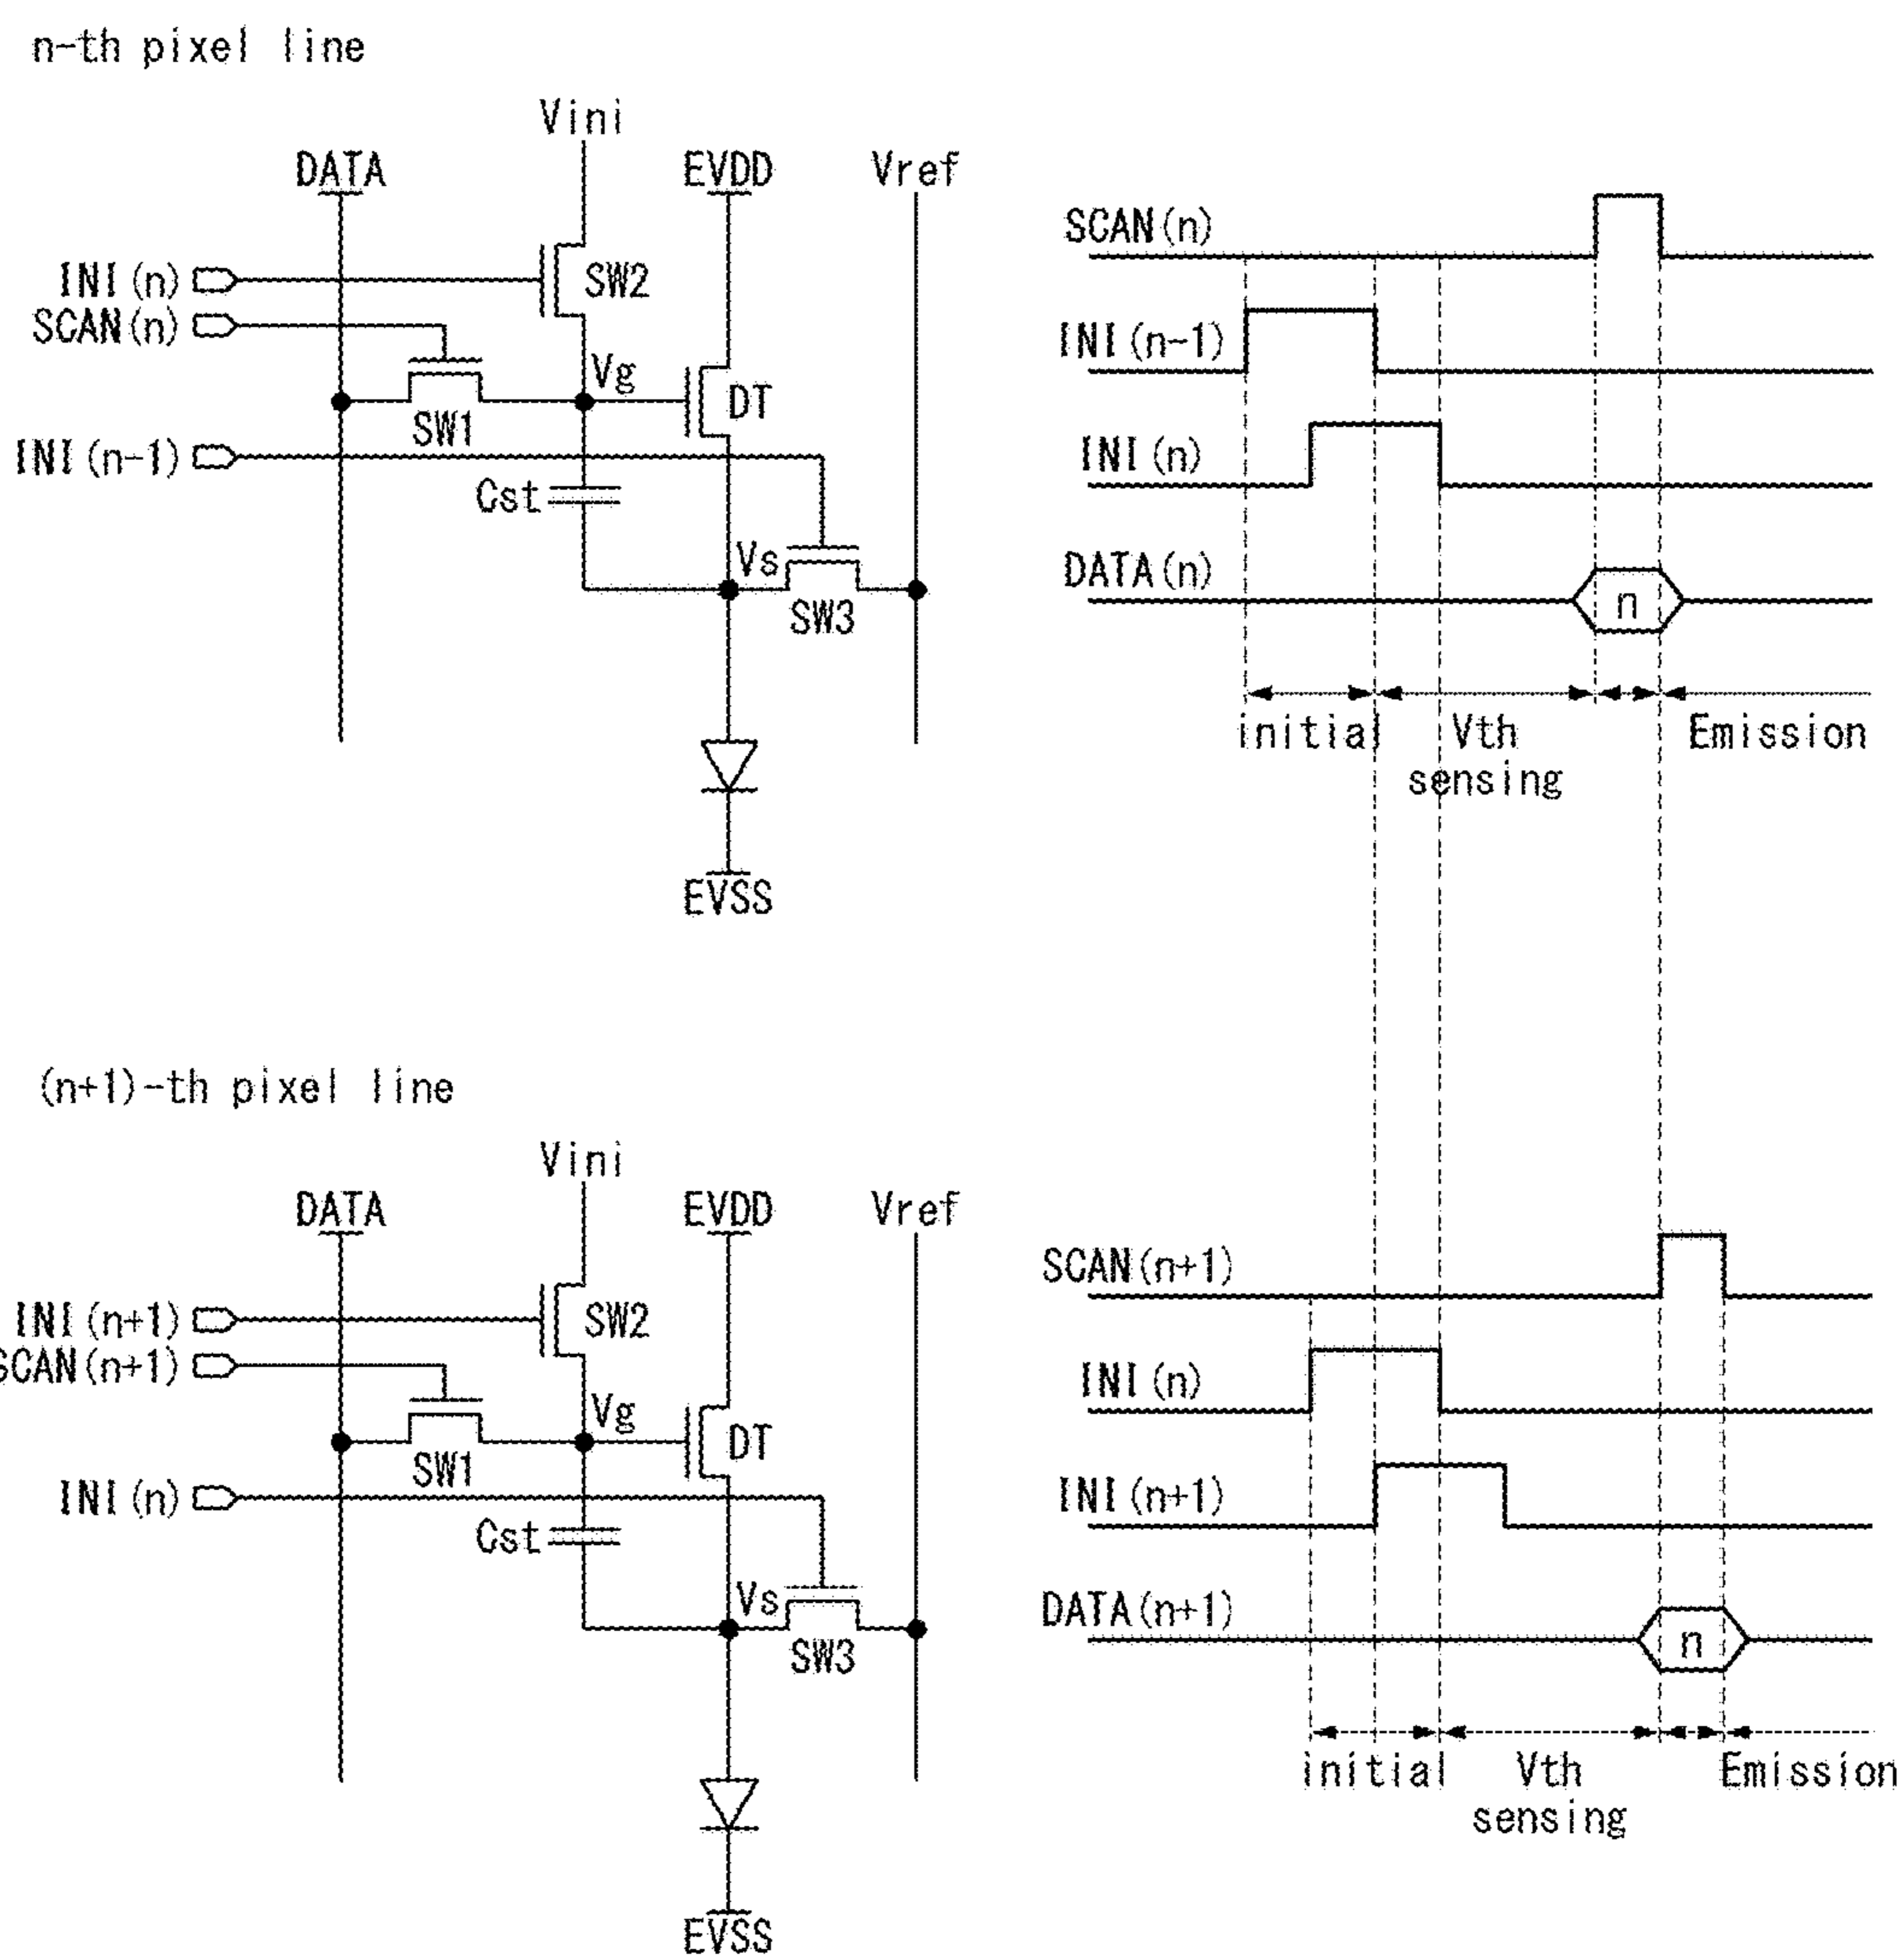 n-th pixel line
Vini
DATA
EVDD
Vref
INI(n)
SW2
SCAN(n)
Vg
DT
SW1
INI(n-1)
Cst
Vs
SW3
EVSS
SCAN(n)
INI(n-1)
INI(n)
DATA(n)
n
initial
Vth
sensing
Emission
(n+1)-th pixel line
Vini
DATA
EVDD
Vref
INI(n+1)
SW2
SCAN(n+1)
Vg
DT
SW1
INI(n)
Cst
Vs
SW3
EVSS
SCAN(n+1)
INI(n)
INI(n+1)
DATA(n+1)
n
initial
Vth
sensing
Emission